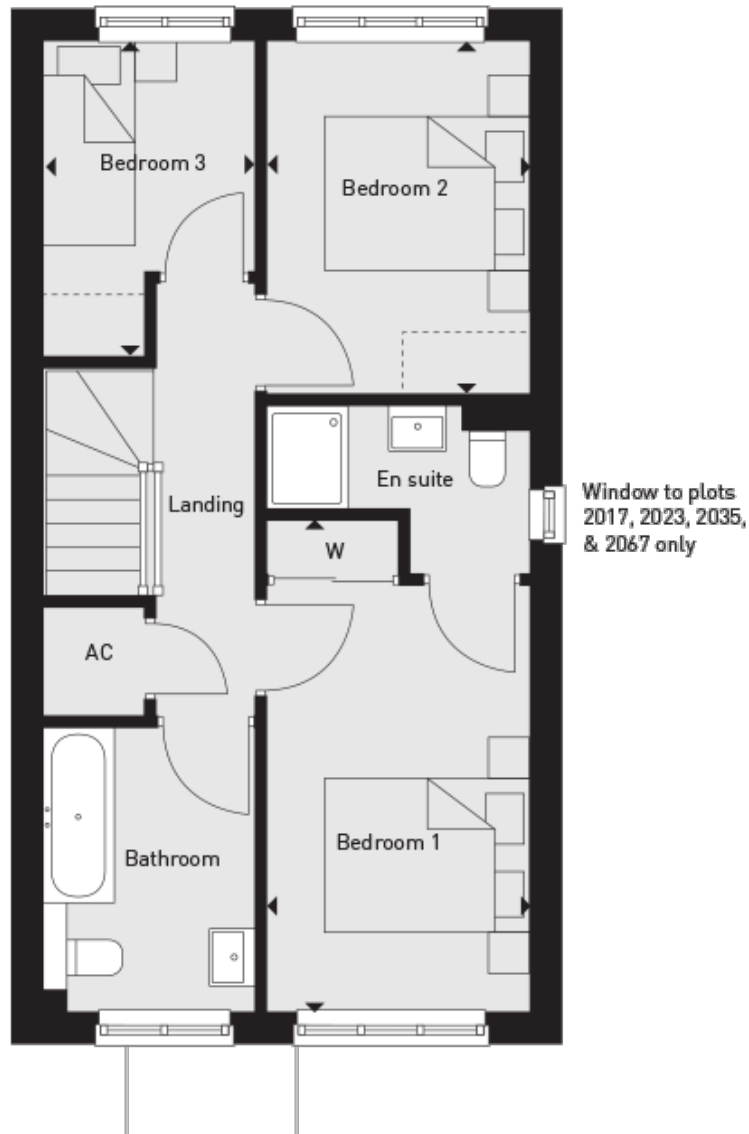 Bedroom 3
Bedroom 2
En suite
Window to plots
2017, 2023, 2035,
& 2067 only
Landing
W
AC
Bedroom 1
Bathroom